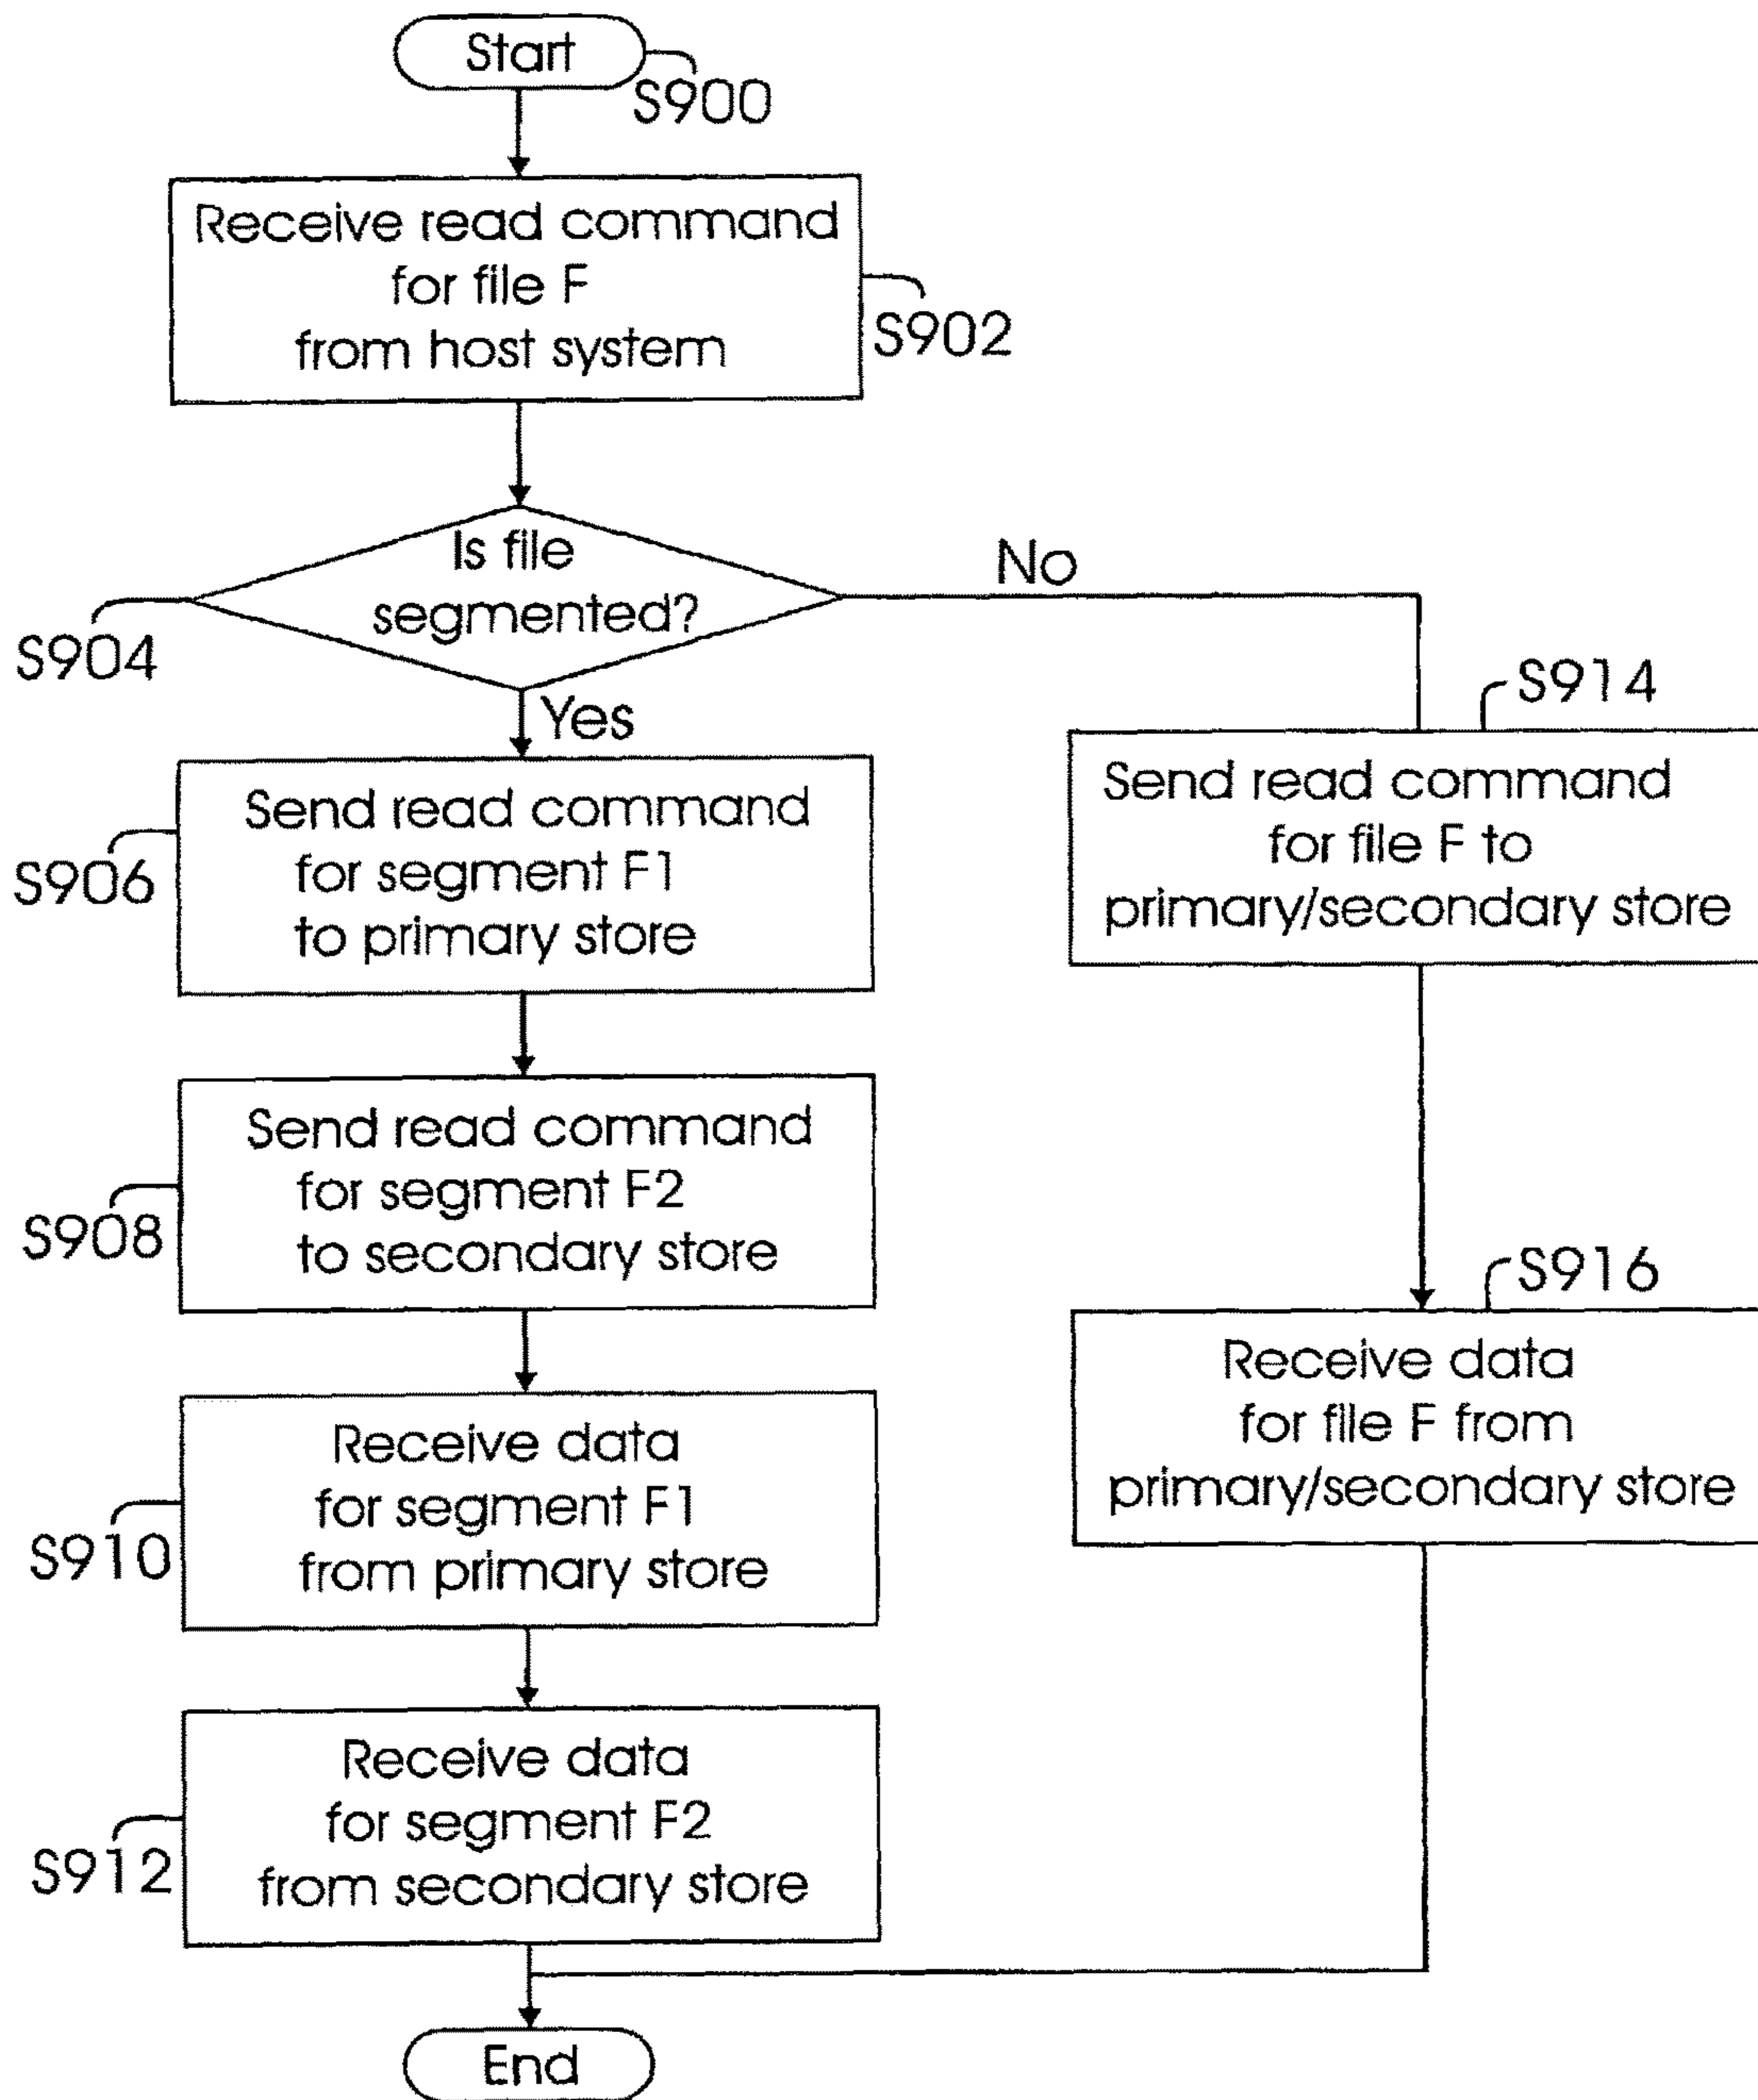 Start
S900
Receive read command
for file F
from host system
S902
Is file
segmented?
S904
No
Yes
Send read command
for segment F1
to primary store
S906
S914
Send read command
for file F to
primary/secondary store
Send read command
for segment F2
to secondary store
S908
S916
Receive data
for file F from
primary/secondary store
Receive data
for segment F1
from primary store
S910
Receive data
for segment F2
from secondary store
S912
End